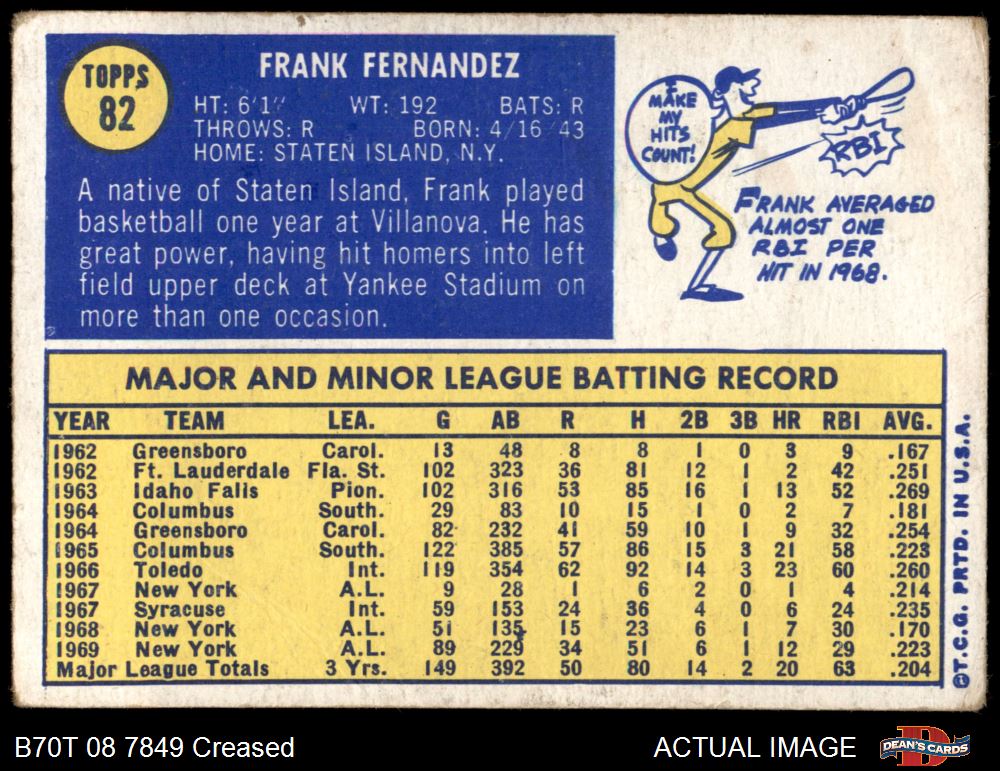 TOPPS
82
FRANK FERNANDEZ
HT: 6'1" WT: 192 BATS: R
THROWS: R BORN: 4/16/43
HOME: STATEN ISLAND, N.Y.
A native of Staten Island, Frank played
basketball one year at Villanova. He has
great power, having hit homers into left
field upper deck at Yankee Stadium on
more than one occasion.
I
MAKE
MY
HITS
COUNT!
RBI
FRANK AVERAGED
ALMOST ONE
RBI PER
HIT IN 1968.
MAJOR AND MINOR LEAGUE BATTING RECORD
YEAR TEAM LEA. G AB R H 2B 3B HR RBI AVG.
1962 Greensboro Carol. 13 48 8 8 1 0 3 9 .167
1962 Ft. Lauderdale Fla. St. 102 323 36 81 12 1 2 42 .251
1963 Idaho Falls Pion. 102 316 53 85 16 1 13 52 .269
1964 Columbus South. 29 83 10 15 1 0 2 7 .181
1964 Greensboro Carol. 82 232 41 59 10 1 9 32 .254
1965 Columbus South. 122 385 57 86 15 3 21 58 .223
1966 Toledo Int. 119 354 62 92 14 3 23 60 .260
1967 New York A.L. 9 28 1 6 2 0 1 4 .214
1967 Syracuse Int. 59 153 24 36 4 0 6 24 .235
1968 New York A.L. 51 135 15 23 6 1 7 30 .170
1969 New York A.L. 89 229 34 51 6 1 12 29 .223
Major League Totals 3 Yrs. 149 392 50 80 14 2 20 63 .204
©T.C.G. PRTD. IN U.S.A.
B70T 08 7849 Creased
ACTUAL IMAGE
DEAN'S CARDS